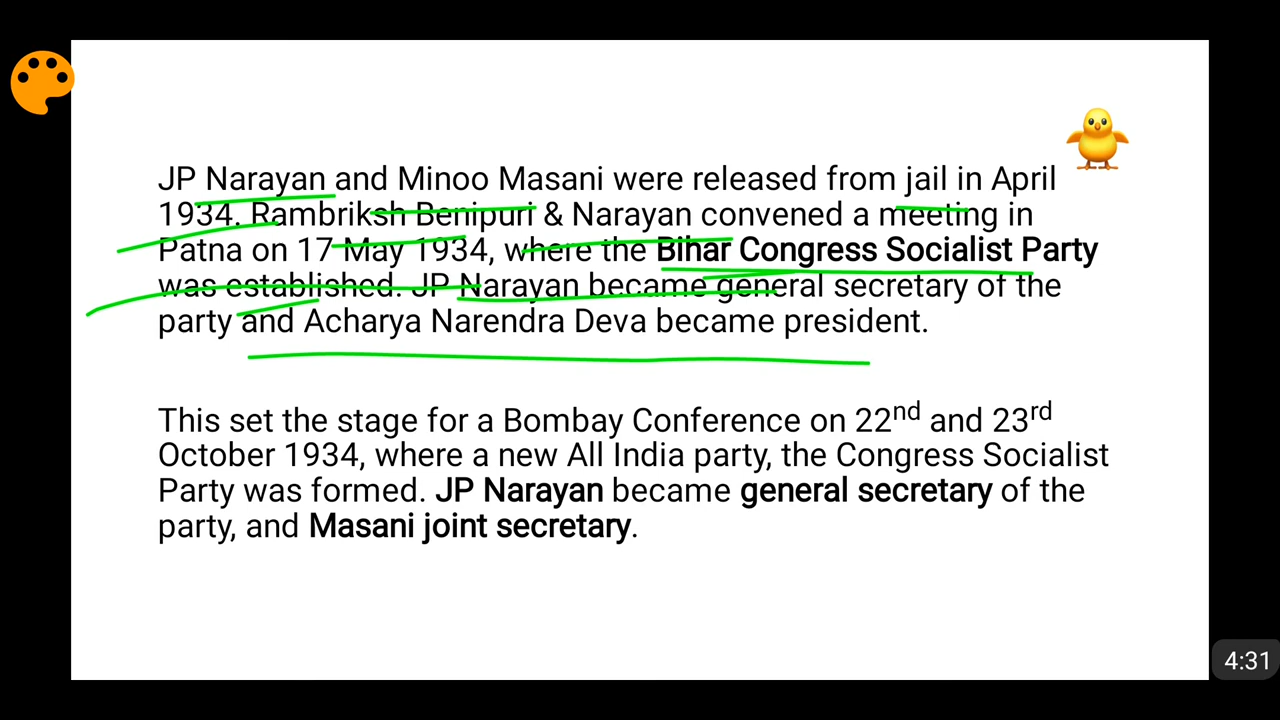 JP Narayan and Minoo Masani were released from jail in April
1934. Rambriksh Benipuri & Narayan convened a meeting in
Patna on 17 May 1934, where the Bihar Congress Socialist Party
was established. JP Narayan became general secretary of the
party and Acharya Narendra Deva became president.
This set the stage for a Bombay Conference on 22nd and 23rd
October 1934, where a new All India party, the Congress Socialist
Party was formed. JP Narayan became general secretary of the
party, and Masani joint secretary.
4:31